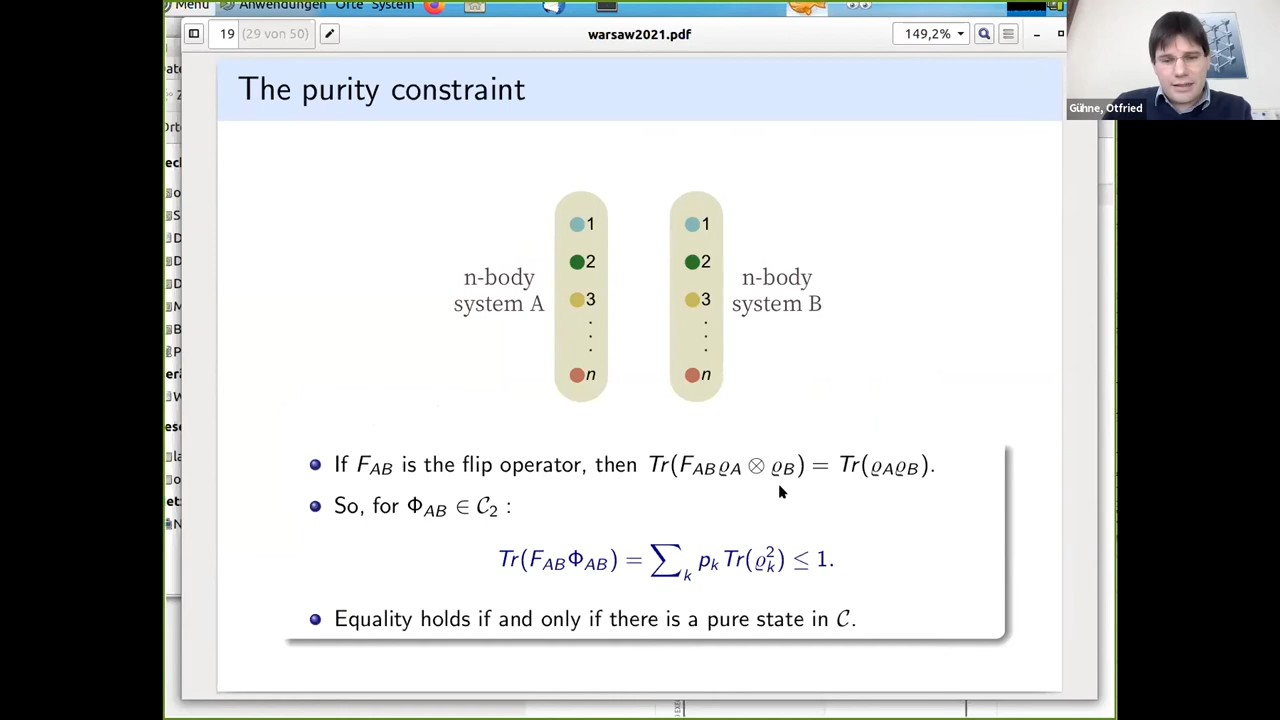 Menu Anwendungen Orte System
19 (29 von 50) warsaw2021.pdf 149,2%
Gühne, Otfried
The purity constraint
1 1
2 2
n-body system A
3 3
n-body system B
n n
• If F_AB is the flip operator, then Tr(F_AB ϱ_A ⊗ ϱ_B) = Tr(ϱ_A ϱ_B).
• So, for Φ_AB ∈ C_2 :
Tr(F_AB Φ_AB) = ∑_k p_k Tr(ϱ_k^2) ≤ 1.
• Equality holds if and only if there is a pure state in C.